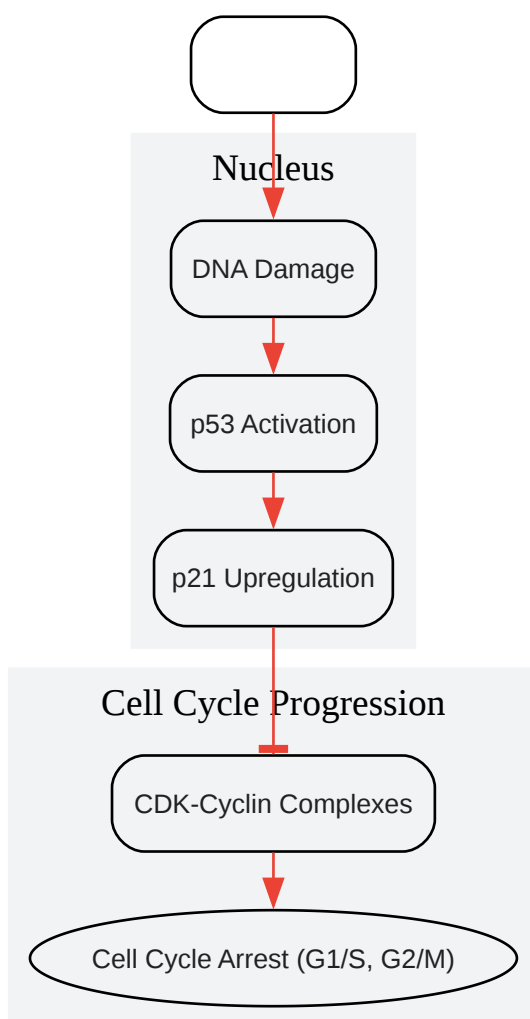 Nucleus
DNA Damage
p53 Activation
p21 Upregulation
Cell Cycle Progression
CDK-Cyclin Complexes
Cell Cycle Arrest (G1/S, G2/M)